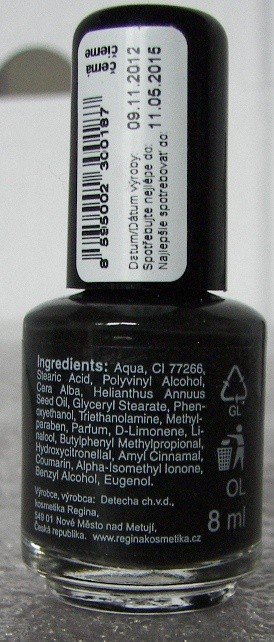 černá
čierne
8 595002 300187
Datum/Dátum výroby: 09.11.2012
Spotřebujte nejlépe do: 11.05.2015
Najlepšie spotrebovať do:
Ingredients: Aqua, CI 77266,
Stearic Acid, Polyvinyl Alcohol,
Cera Alba, Helianthus Annuus
Seed Oil, Glyceryl Stearate, Phen-
oxyethanol, Triethanolamine, Methyl-
paraben, Parfum, D-Limonene, Li-
nalool, Butylphenyl Methylpropional,
Hydroxycitronellal, Amyl Cinnamal,
Coumarin, Alpha-Isomethyl Ionone,
Benzyl Alcohol, Eugenol.
Výrobce, výrobca: Detecha ch.v.d.,
kosmetika Regina,
549 01 Nové Město nad Metují,
Česká republika. www.reginakosmetika.cz
GL
OL
8 ml